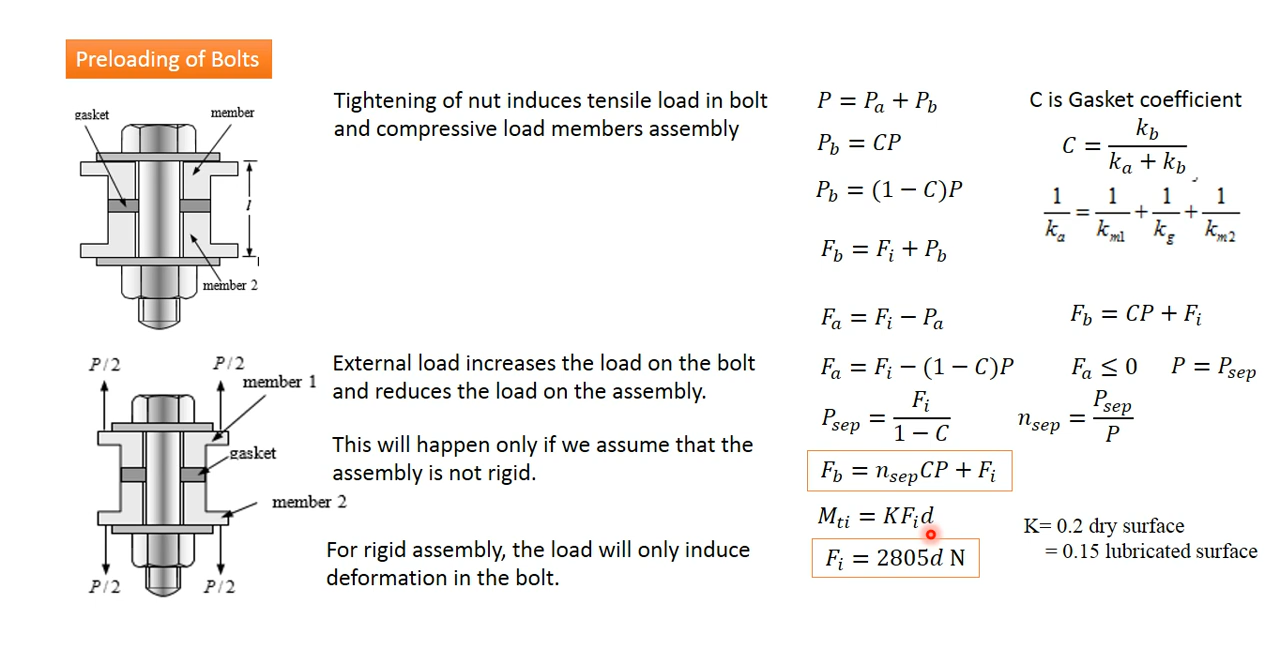 Preloading of Bolts
gasket
member
l
member 2
Tightening of nut induces tensile load in bolt
and compressive load members assembly
P/2
P/2
member 1
gasket
member 2
P/2
P/2
External load increases the load on the bolt
and reduces the load on the assembly.
This will happen only if we assume that the
assembly is not rigid.
For rigid assembly, the load will only induce
deformation in the bolt.
P = P_a + P_b
P_b = CP
P_b = (1 − C)P
F_b = F_i + P_b
F_a = F_i − P_a
F_a = F_i − (1 − C)P
P_sep = F_i / (1 − C)
F_b = n_sep CP + F_i
M_ti = KF_i d
F_i = 2805d N
C is Gasket coefficient
C = k_b / (k_a + k_b)
1/k_a = 1/k_m1 + 1/k_g + 1/k_m2
F_b = CP + F_i
F_a ≤ 0 P = P_sep
n_sep = P_sep / P
K= 0.2 dry surface
= 0.15 lubricated surface